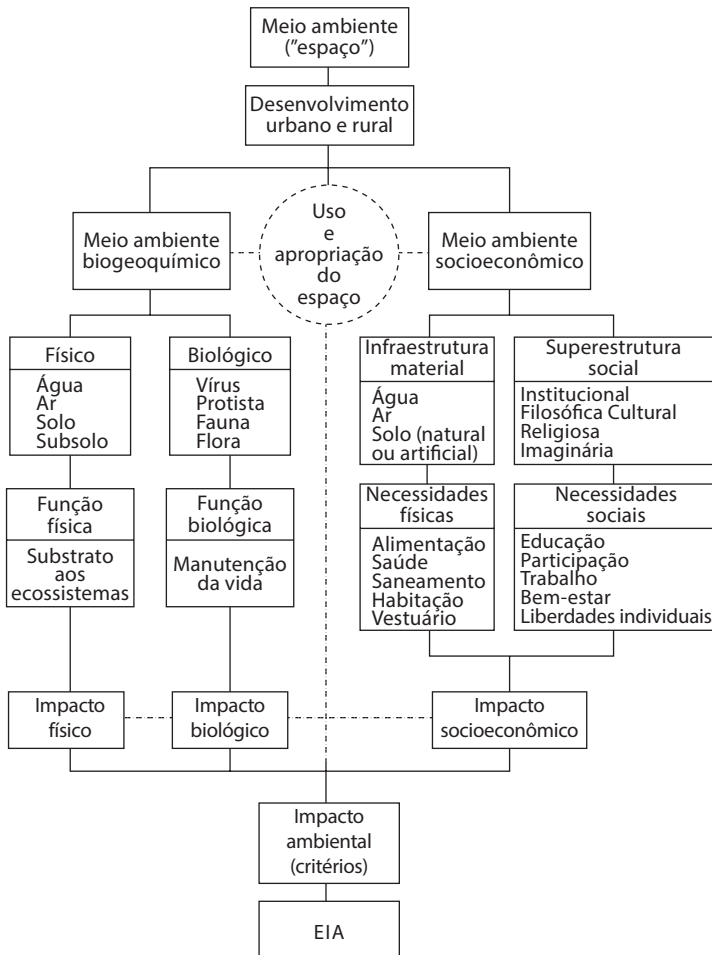 Meio ambiente
("espaço")
Desenvolvimento
urbano e rural
Meio ambiente
biogeoquímico
Uso
e
apropriação
do
espaço
Meio ambiente
socioeconômico
Físico
Água
Ar
Solo
Subsolo
Biológico
Vírus
Protista
Fauna
Flora
Infraestrutura
material
Água
Ar
Solo (natural
ou artificial)
Superestrutura
social
Institucional
Filosófica Cultural
Religiosa
Imaginária
Função
física
Substrato
aos
ecossistemas
Função
biológica
Manutenção
da vida
Necessidades
físicas
Alimentação
Saúde
Saneamento
Habitação
Vestuário
Necessidades
sociais
Educação
Participação
Trabalho
Bem-estar
Liberdades individuais
Impacto
físico
Impacto
biológico
Impacto
socioeconômico
Impacto
ambiental
(critérios)
EIA